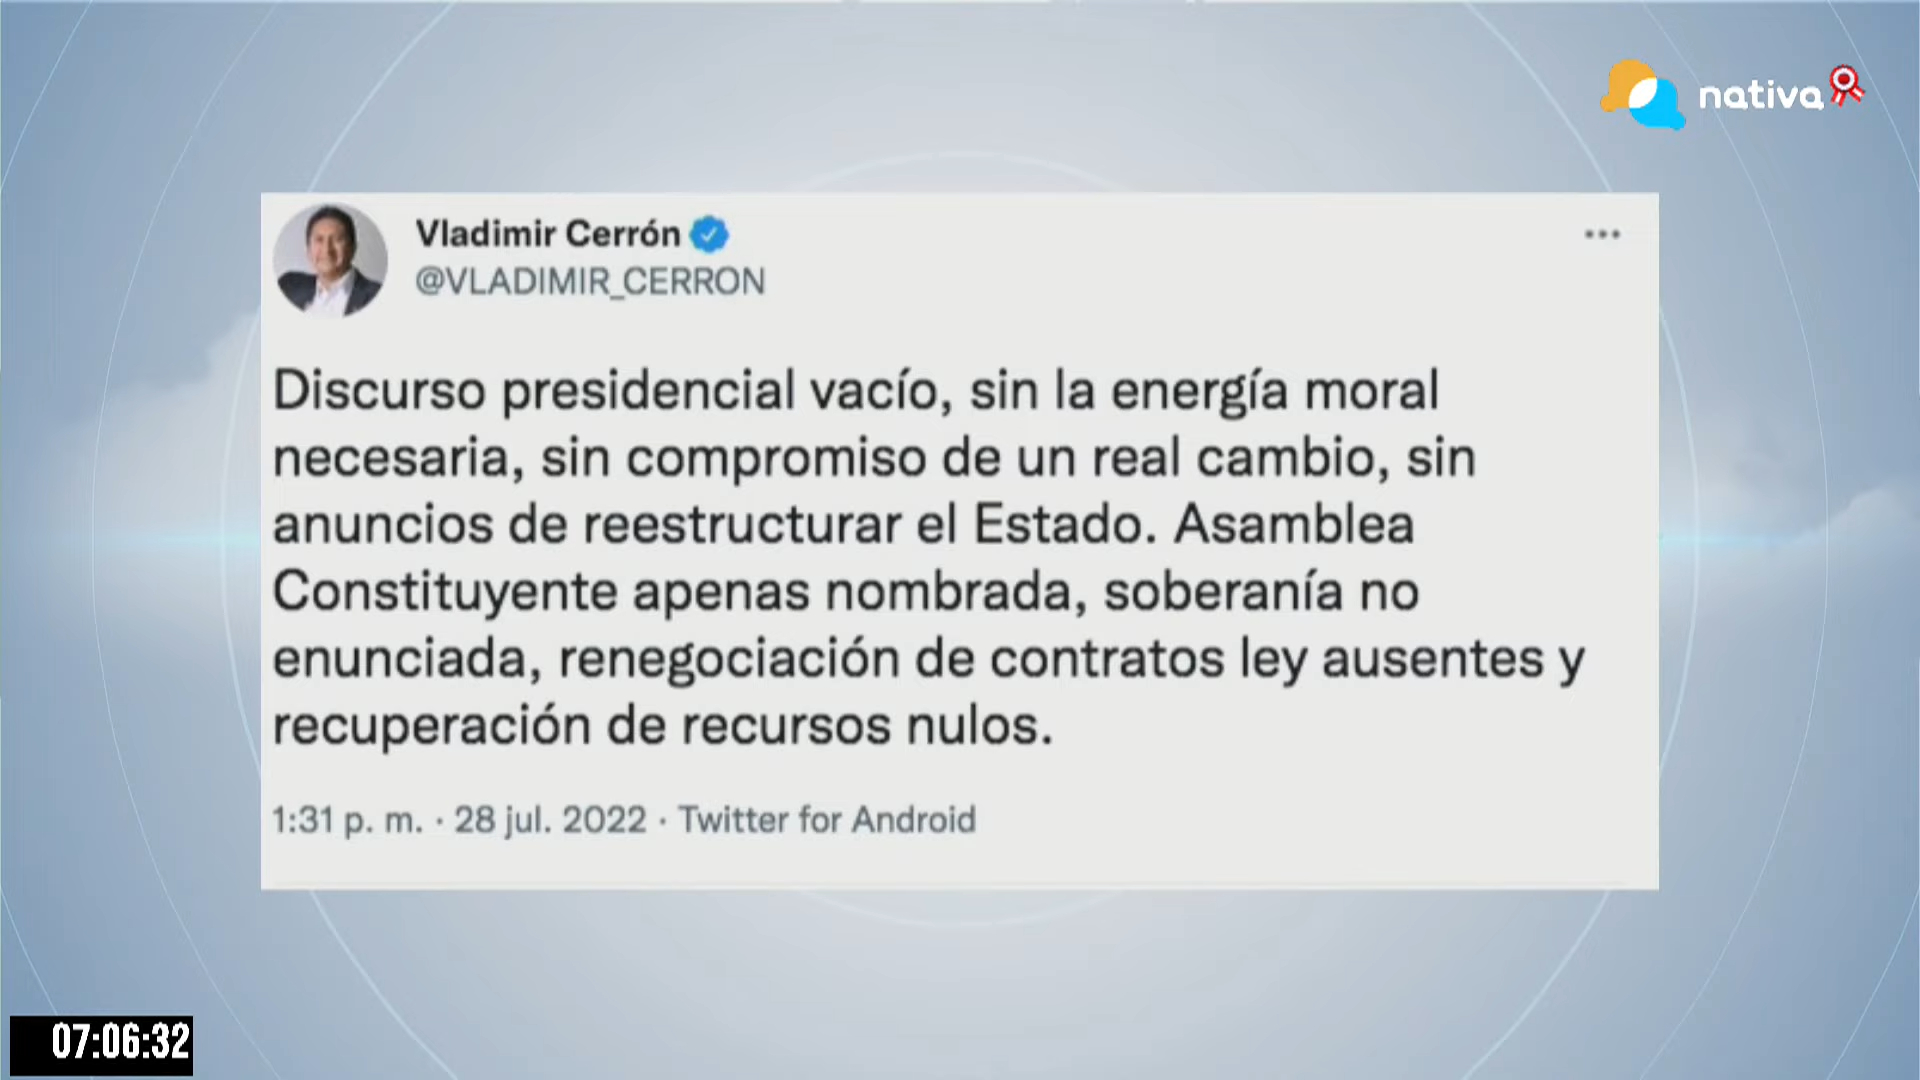 nativa
Vladimir Cerrón
@VLADIMIR_CERRON
Discurso presidencial vacío, sin la energía moral
necesaria, sin compromiso de un real cambio, sin
anuncios de reestructurar el Estado. Asamblea
Constituyente apenas nombrada, soberanía no
enunciada, renegociación de contratos ley ausentes y
recuperación de recursos nulos.
1:31 p. m. · 28 jul. 2022 · Twitter for Android
07:06:32